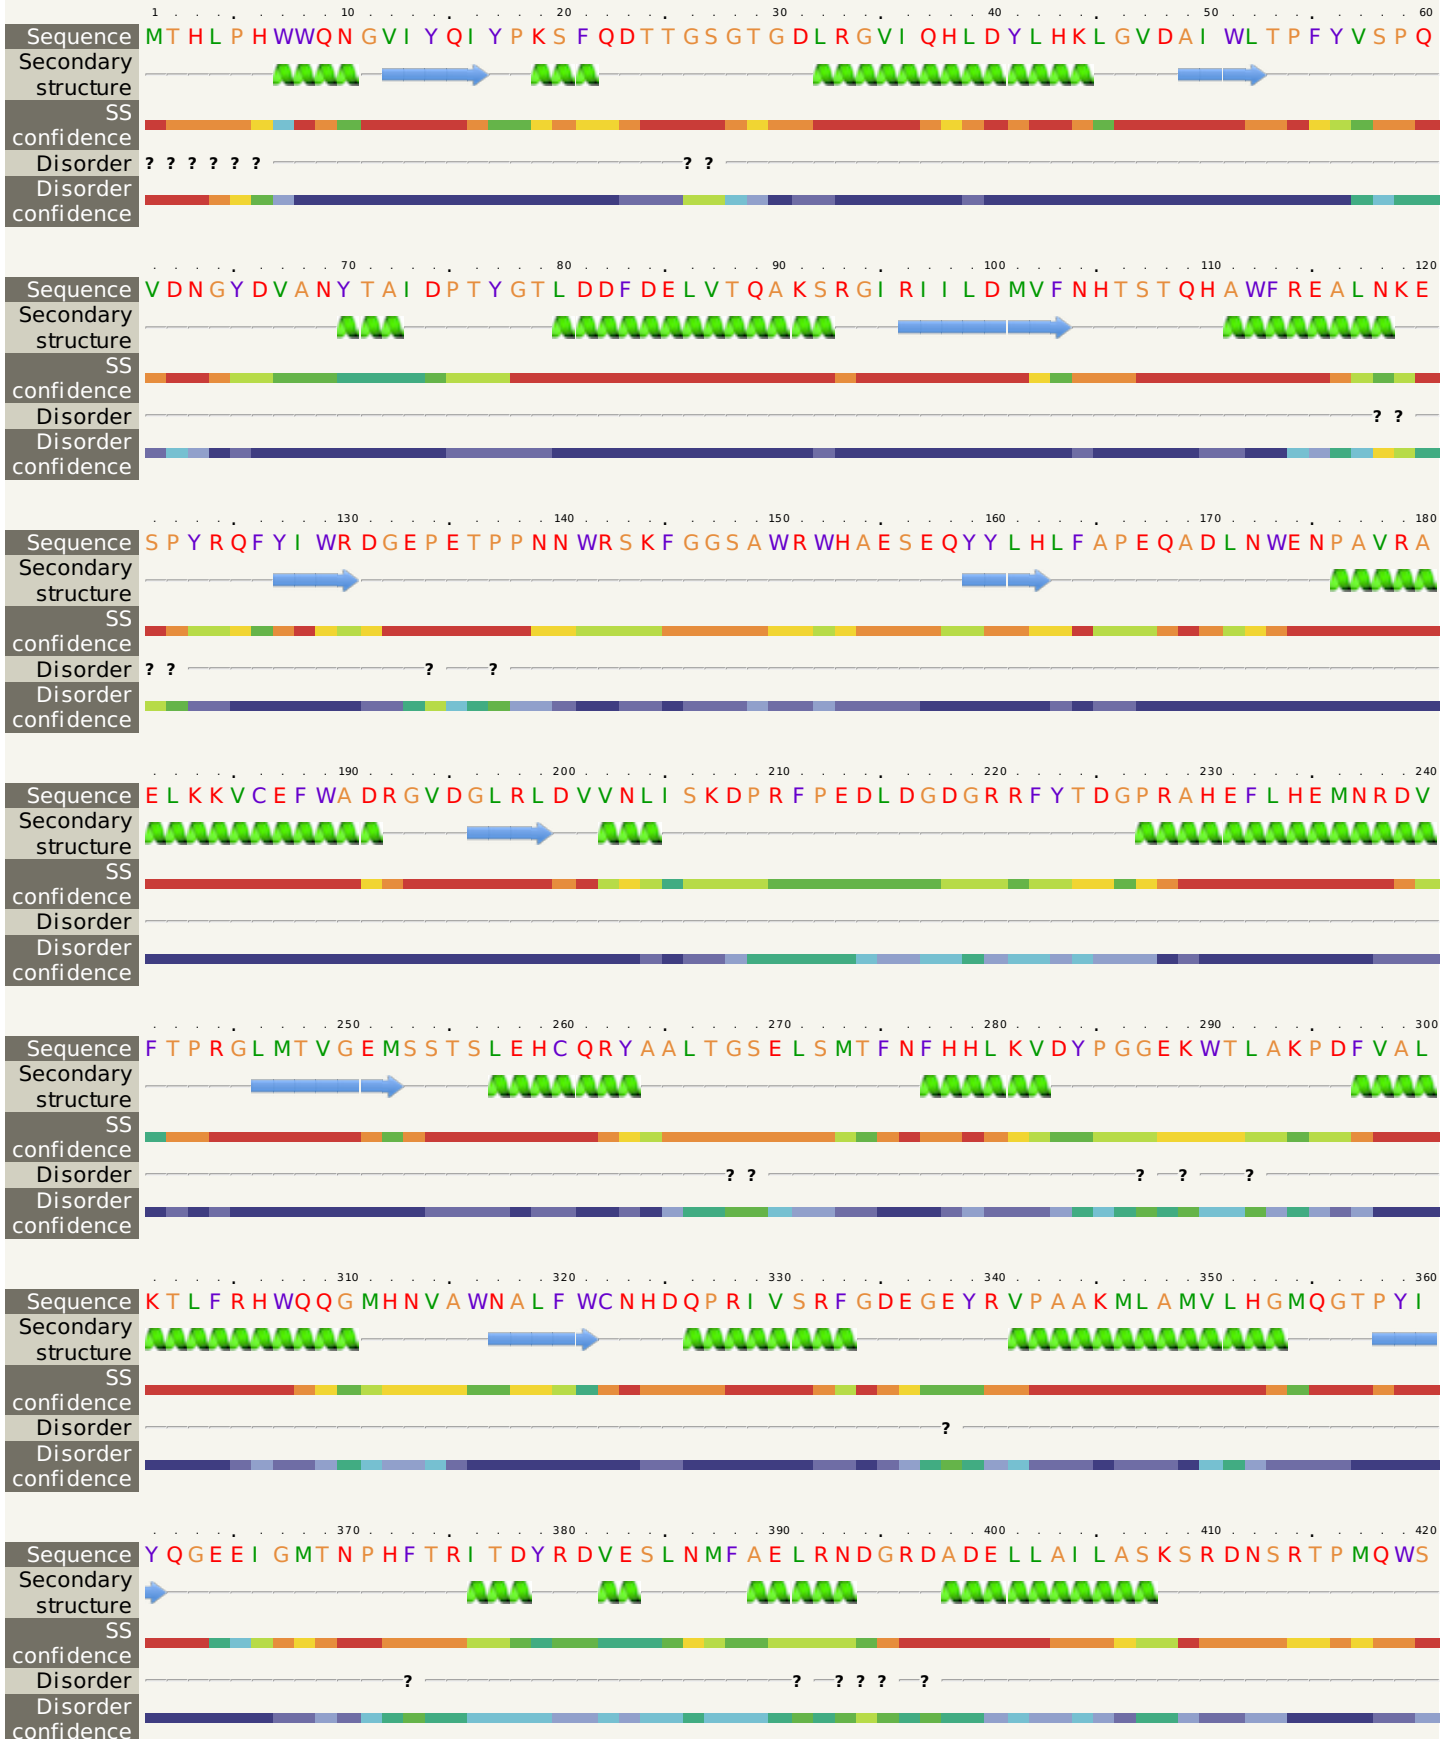 1 10 20 30 40 50 60
Sequence MTHLPHWWQNGVIYQIYPKSFQDTTGSGTGDLRGVIQHLDYLHKLGVDAIWLTPFYVSPQ
Secondary
structure
SS
confidence
Disorder ? ? ? ? ? ? ? ?
Disorder
confidence
70 80 90 100 110 120
Sequence VDNGYDVANYTAIDPTYGTLDDFDELVTQAKSRGIRIILDMVFNHTSTQHAWFREALNKE
Secondary
structure
SS
confidence
Disorder ? ?
Disorder
confidence
130 140 150 160 170 180
Sequence SPYRQFYIWRDGEPETPPNNWRSKFGGSAWRWHAESEQYYLHLFAPEQADLNWENPAVRA
Secondary
structure
SS
confidence
Disorder ? ? ? ?
Disorder
confidence
190 200 210 220 230 240
Sequence ELKKVCEFWADRGVDGLRLDVVNLISKDPRFPEDLDGDGRRFYTDGPRAHEFLHEMNRDV
Secondary
structure
SS
confidence
Disorder
Disorder
confidence
250 260 270 280 290 300
Sequence FTPRGLMTVGEMSSTSLEHCQRYAALTGSELSMTFNFHHLKVDYPGGEKWTLAKPDFVAL
Secondary
structure
SS
confidence
Disorder ? ? ? ? ?
Disorder
confidence
310 320 330 340 350 360
Sequence KTLFRHWQQGMHNVAWNALFWCNHDQPRIVSRFGDEGEYRVPAAKMLAMVLHGMQGTPYI
Secondary
structure
SS
confidence
Disorder ?
Disorder
confidence
370 380 390 400 410 420
Sequence YQGEEIGMTNPHFTRITDYRDVESLNMFAELRNDGRDADELLAILASKSRDNSRTPMQWS
Secondary
structure
SS
confidence
Disorder ? ? ? ? ? ?
Disorder
confidence